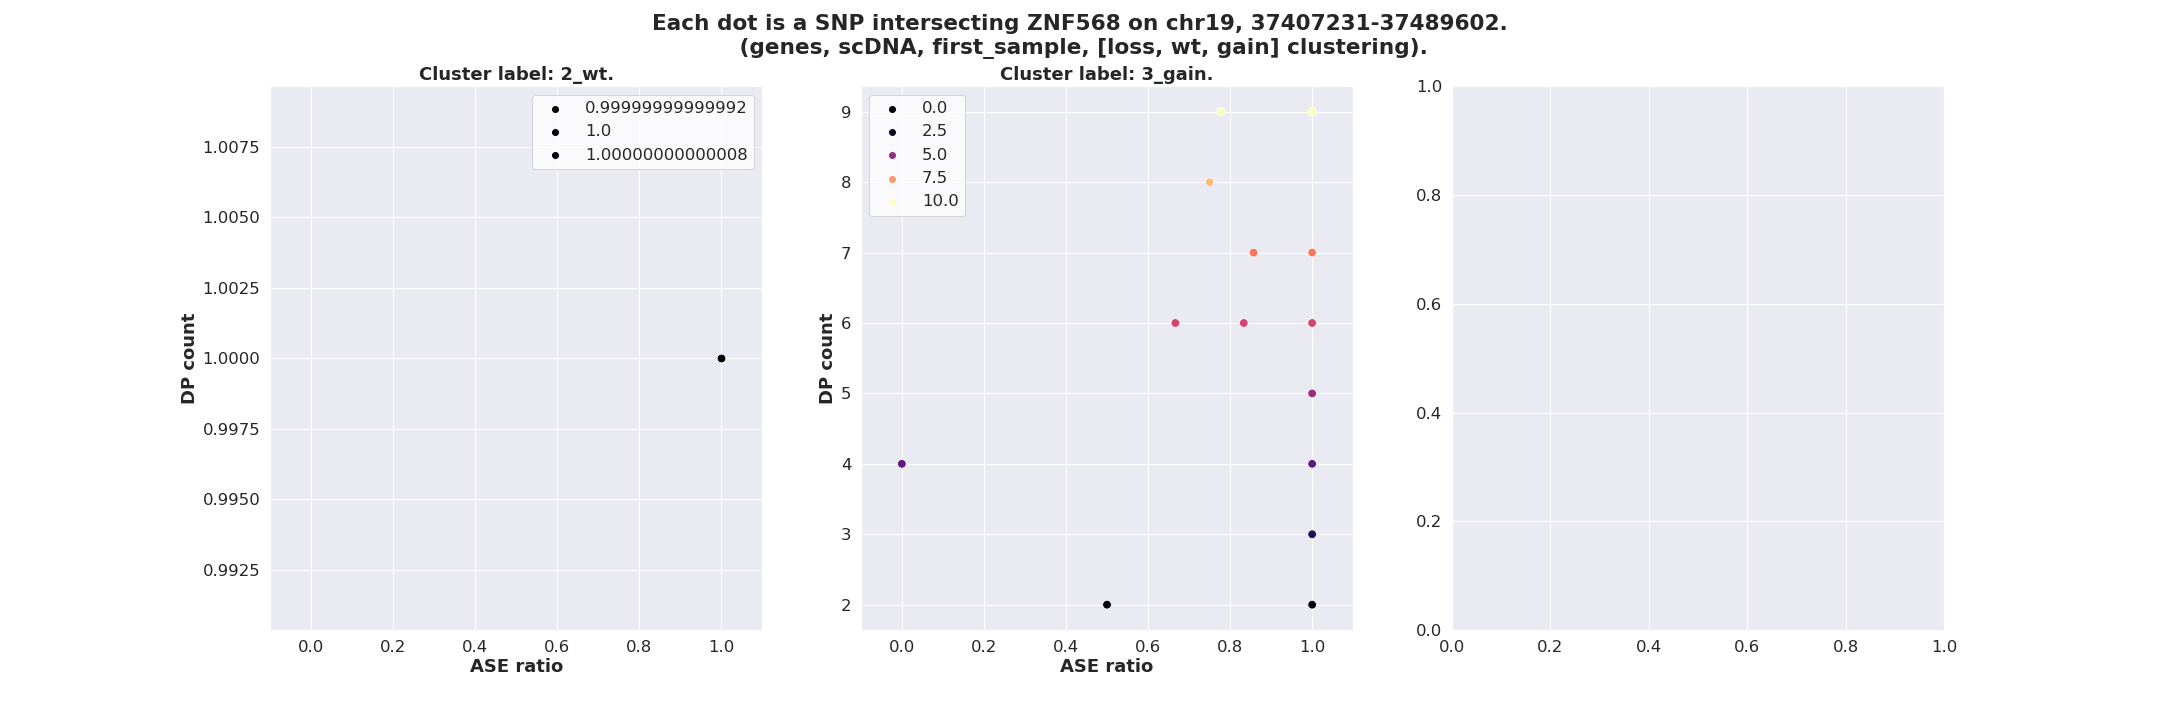 Each dot is a SNP intersecting ZNF568 on chr19, 37407231-37489602.
(genes, scDNA, first_sample, [loss, wt, gain] clustering).
Cluster label: 2_wt.
0.99999999999992
1.0
1.00000000000008
1.0075
1.0050
1.0025
1.0000
0.9975
0.9950
0.9925
DP count
0.0 0.2 0.4 0.6 0.8 1.0
ASE ratio
Cluster label: 3_gain.
0.0
2.5
5.0
7.5
10.0
9
8
7
6
5
4
3
2
DP count
0.0 0.2 0.4 0.6 0.8 1.0
ASE ratio
1.0
0.8
0.6
0.4
0.2
0.0
0.0 0.2 0.4 0.6 0.8 1.0